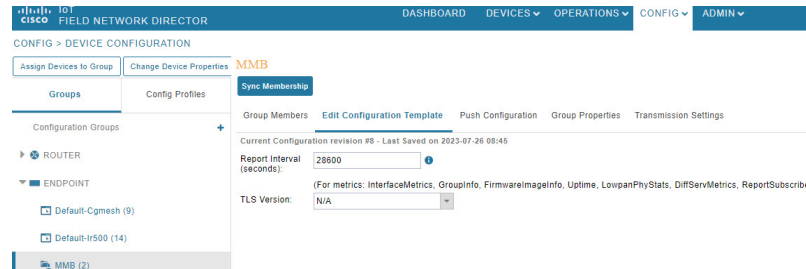 cisco IoT FIELD NETWORK DIRECTOR
DASHBOARD DEVICES OPERATIONS CONFIG ADMIN
CONFIG > DEVICE CONFIGURATION
Assign Devices to Group Change Device Properties MMB
Sync Membership
Groups Config Profiles
Group Members Edit Configuration Template Push Configuration Group Properties Transmission Settings
Configuration Groups +
Current Configuration revision #8 - Last Saved on 2023-07-26 08:45
ROUTER
Report Interval (seconds): 28600
ENDPOINT
(For metrics: InterfaceMetrics, GroupInfo, FirmwareImageInfo, Uptime, LowpanPhyStats, DiffServMetrics, ReportSubscribe
TLS Version: N/A
Default-Cgmesh (9)
Default-Ir500 (14)
MMB (2)